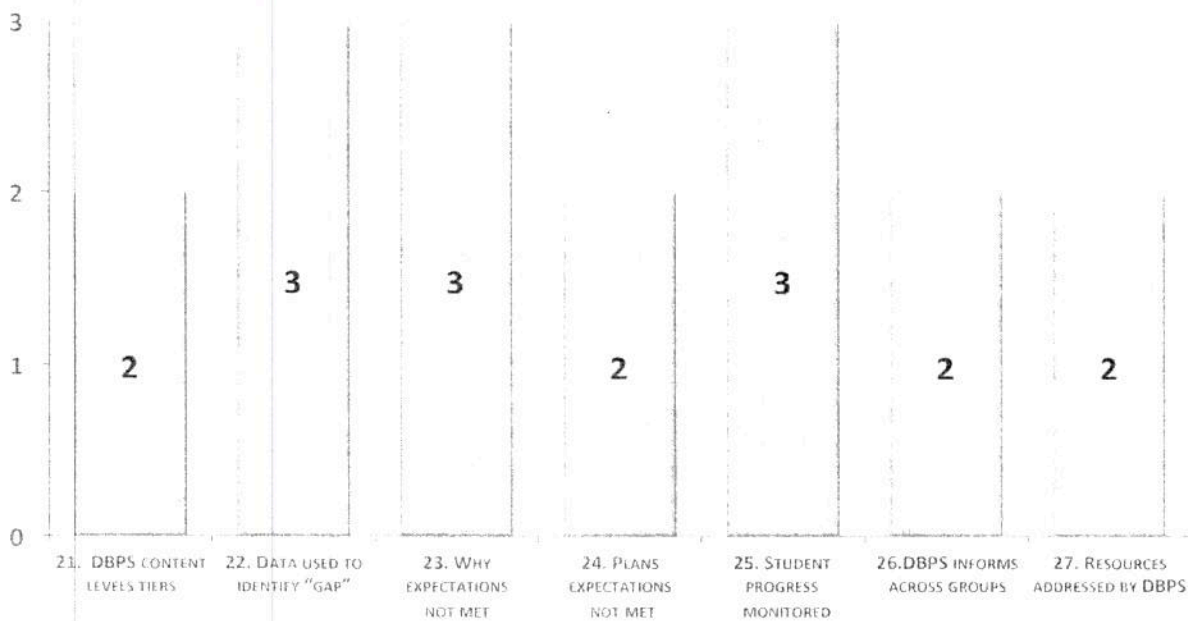 3
2
1
0
2
3
3
2
3
2
2
21. DBPS CONTENT
LEVELS TIERS
22. DATA USED TO
IDENTIFY "GAP"
23. WHY
EXPECTATIONS
NOT MET
24. PLANS
EXPECTATIONS
NOT MET
25. STUDENT
PROGRESS
MONITORED
26.DBPS INFORMS
ACROSS GROUPS
27. RESOURCES
ADDRESSED BY DBPS